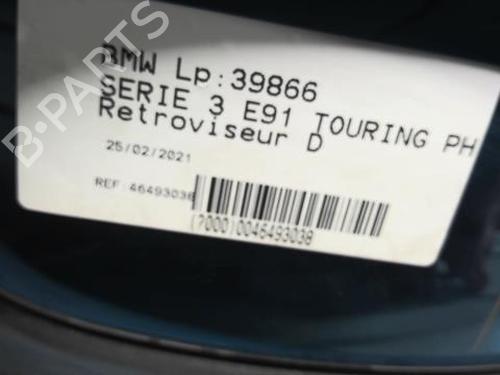 BMW Lp:39866
SERIE 3 E91 TOURING PH
Retroviseur D
25/02/2021
REF 46493038
(7000)0046493038
B-PARTS